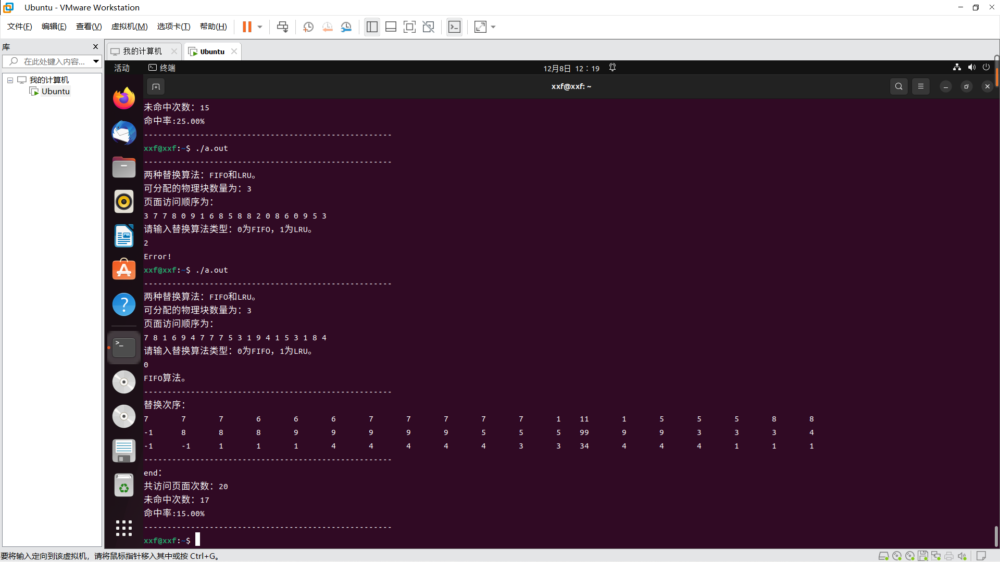 Ubuntu - VMware Workstation
文件(F) 编辑(E) 查看(V) 虚拟机(M) 选项卡(T) 帮助(H)
库
在此处键入内容...
我的计算机
Ubuntu
我的计算机 Ubuntu
活动 终端 12月8日 12:19
xxf@xxf: ~
未命中次数：15
命中率:25.00%
-----------------------------------------------------
xxf@xxf:~$ ./a.out
-----------------------------------------------------
两种替换算法：FIFO和LRU。
可分配的物理块数量为：3
页面访问顺序为：
3 7 7 8 0 9 1 6 8 5 8 8 2 0 8 6 0 9 5 3
请输入替换算法类型：0为FIFO，1为LRU。
2
Error!
xxf@xxf:~$ ./a.out
-----------------------------------------------------
两种替换算法：FIFO和LRU。
可分配的物理块数量为：3
页面访问顺序为：
7 8 1 6 9 4 7 7 7 5 3 1 9 4 1 5 3 1 8 4
请输入替换算法类型：0为FIFO，1为LRU。
0
FIFO算法。
-----------------------------------------------------
替换次序：
7 7 7 6 6 6 7 7 7 7 7 1 11 1 5 5 5 8 8
-1 8 8 8 9 9 9 9 9 5 5 5 99 9 9 3 3 3 4
-1 -1 1 1 1 4 4 4 4 4 3 3 34 4 4 4 1 1 1
-----------------------------------------------------
end：
共访问页面次数：20
未命中次数：17
命中率:15.00%
-----------------------------------------------------
xxf@xxf:~$
要将输入定向到该虚拟机，请将鼠标指针移入其中或按 Ctrl+G。